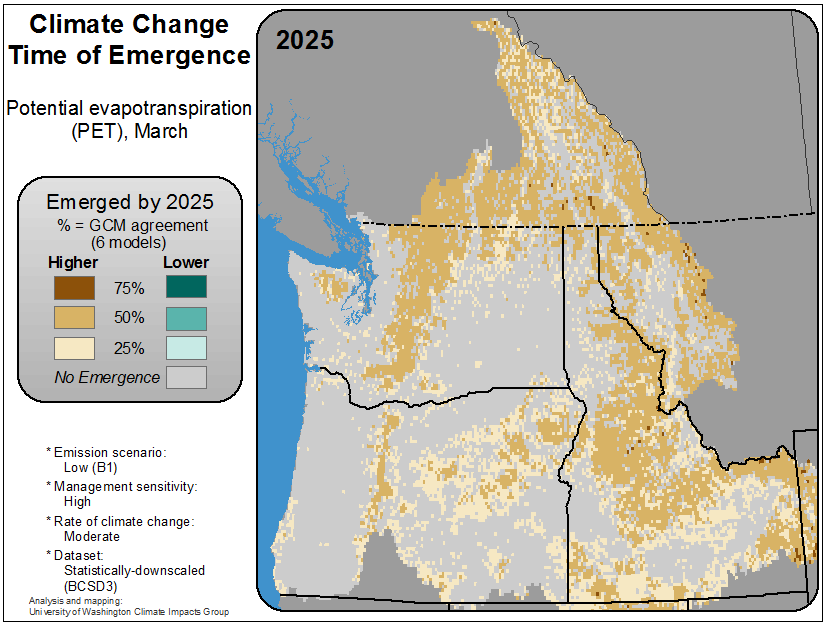 Climate Change
Time of Emergence
Potential evapotranspiration
(PET), March
Emerged by 2025
% = GCM agreement
(6 models)
Higher Lower
75%
50%
25%
No Emergence
* Emission scenario:
Low (B1)
* Management sensitivity:
High
* Rate of climate change:
Moderate
* Dataset:
Statistically-downscaled
(BCSD3)
Analysis and mapping:
University of Washington Climate Impacts Group
2025